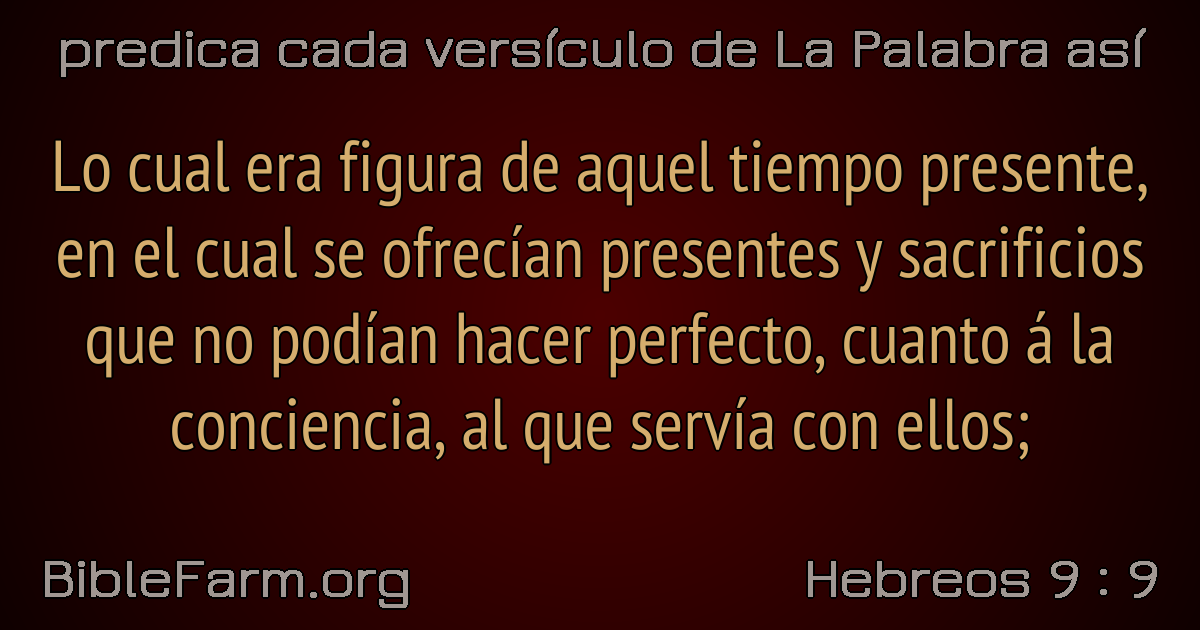 predica cada versículo de La Palabra así
Lo cual era figura de aquel tiempo presente,
en el cual se ofrecían presentes y sacrificios
que no podían hacer perfecto, cuanto á la
conciencia, al que servía con ellos;
BibleFarm.org
Hebreos 9 : 9